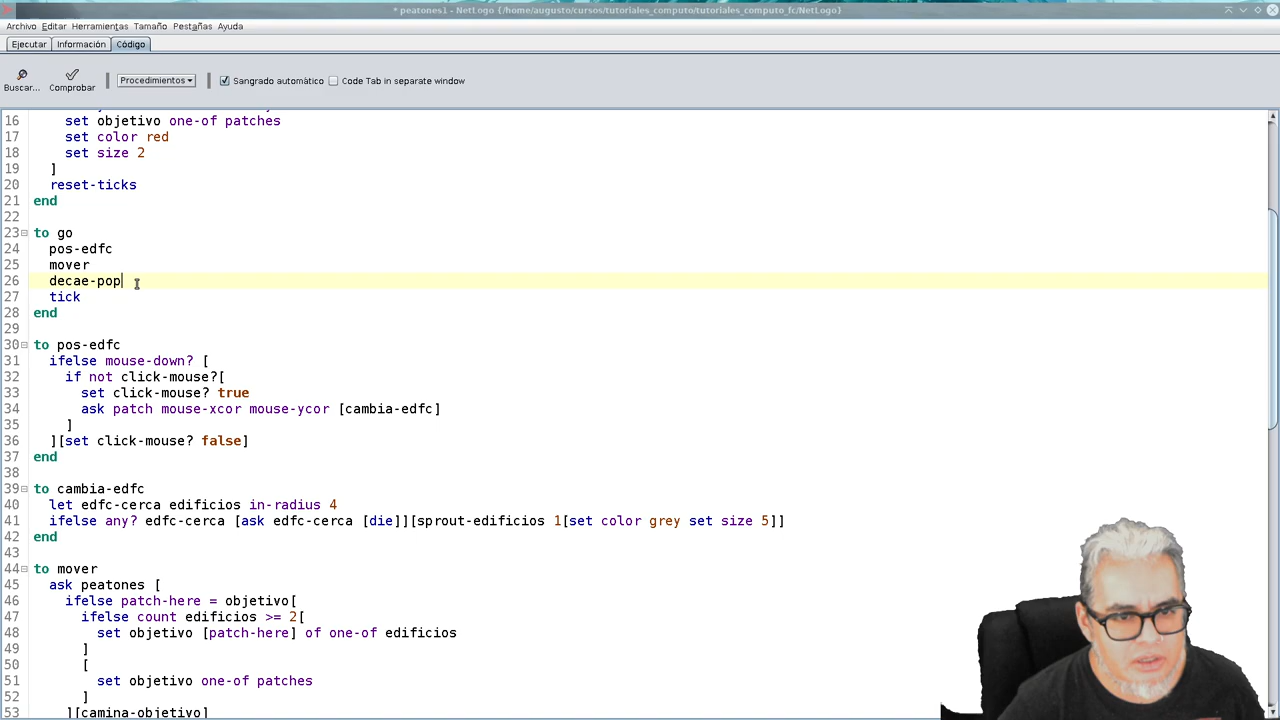 * peatones1 - NetLogo {/home/augusto/cursos/tutoriales_computo/tutoriales_computo_fc/NetLogo}
Archivo Editar Herramientas Tamaño Pestañas Ayuda
Ejecutar Información Código
Buscar... Comprobar Procedimientos Sangrado automático Code Tab in separate window
16 set objetivo one-of patches
17 set color red
18 set size 2
19 ]
20 reset-ticks
21 end
22
23 to go
24 pos-edfc
25 mover
26 decae-pop
27 tick
28 end
29
30 to pos-edfc
31 ifelse mouse-down? [
32 if not click-mouse?[
33 set click-mouse? true
34 ask patch mouse-xcor mouse-ycor [cambia-edfc]
35 ]
36 ][set click-mouse? false]
37 end
38
39 to cambia-edfc
40 let edfc-cerca edificios in-radius 4
41 ifelse any? edfc-cerca [ask edfc-cerca [die]][sprout-edificios 1[set color grey set size 5]]
42 end
43
44 to mover
45 ask peatones [
46 ifelse patch-here = objetivo[
47 ifelse count edificios >= 2[
48 set objetivo [patch-here] of one-of edificios
49 ]
50 [
51 set objetivo one-of patches
52 ]
53 ][camina-objetivo]